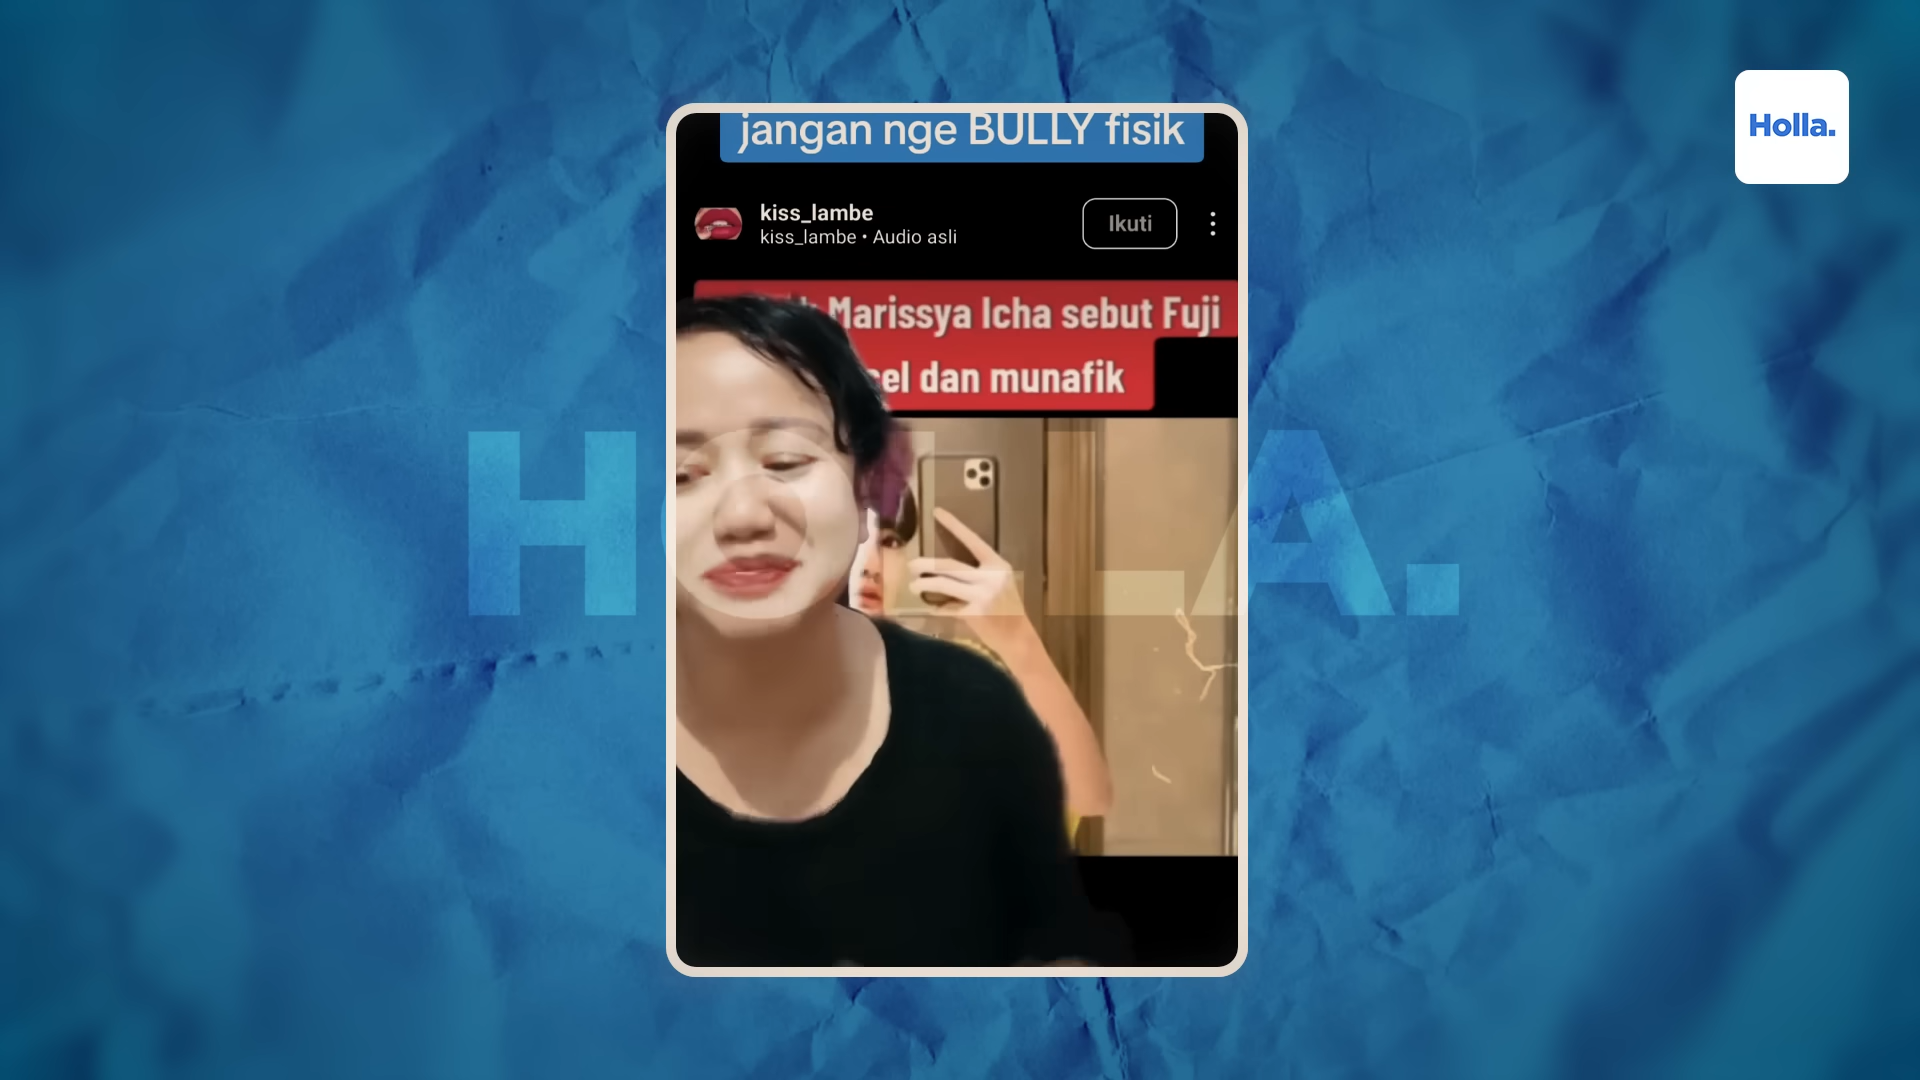 jangan nge BULLY fisik
Holla.
kiss_lambe
kiss_lambe • Audio asli
Ikuti
Marissya Icha sebut Fuji
dan munafik
HOLLA.